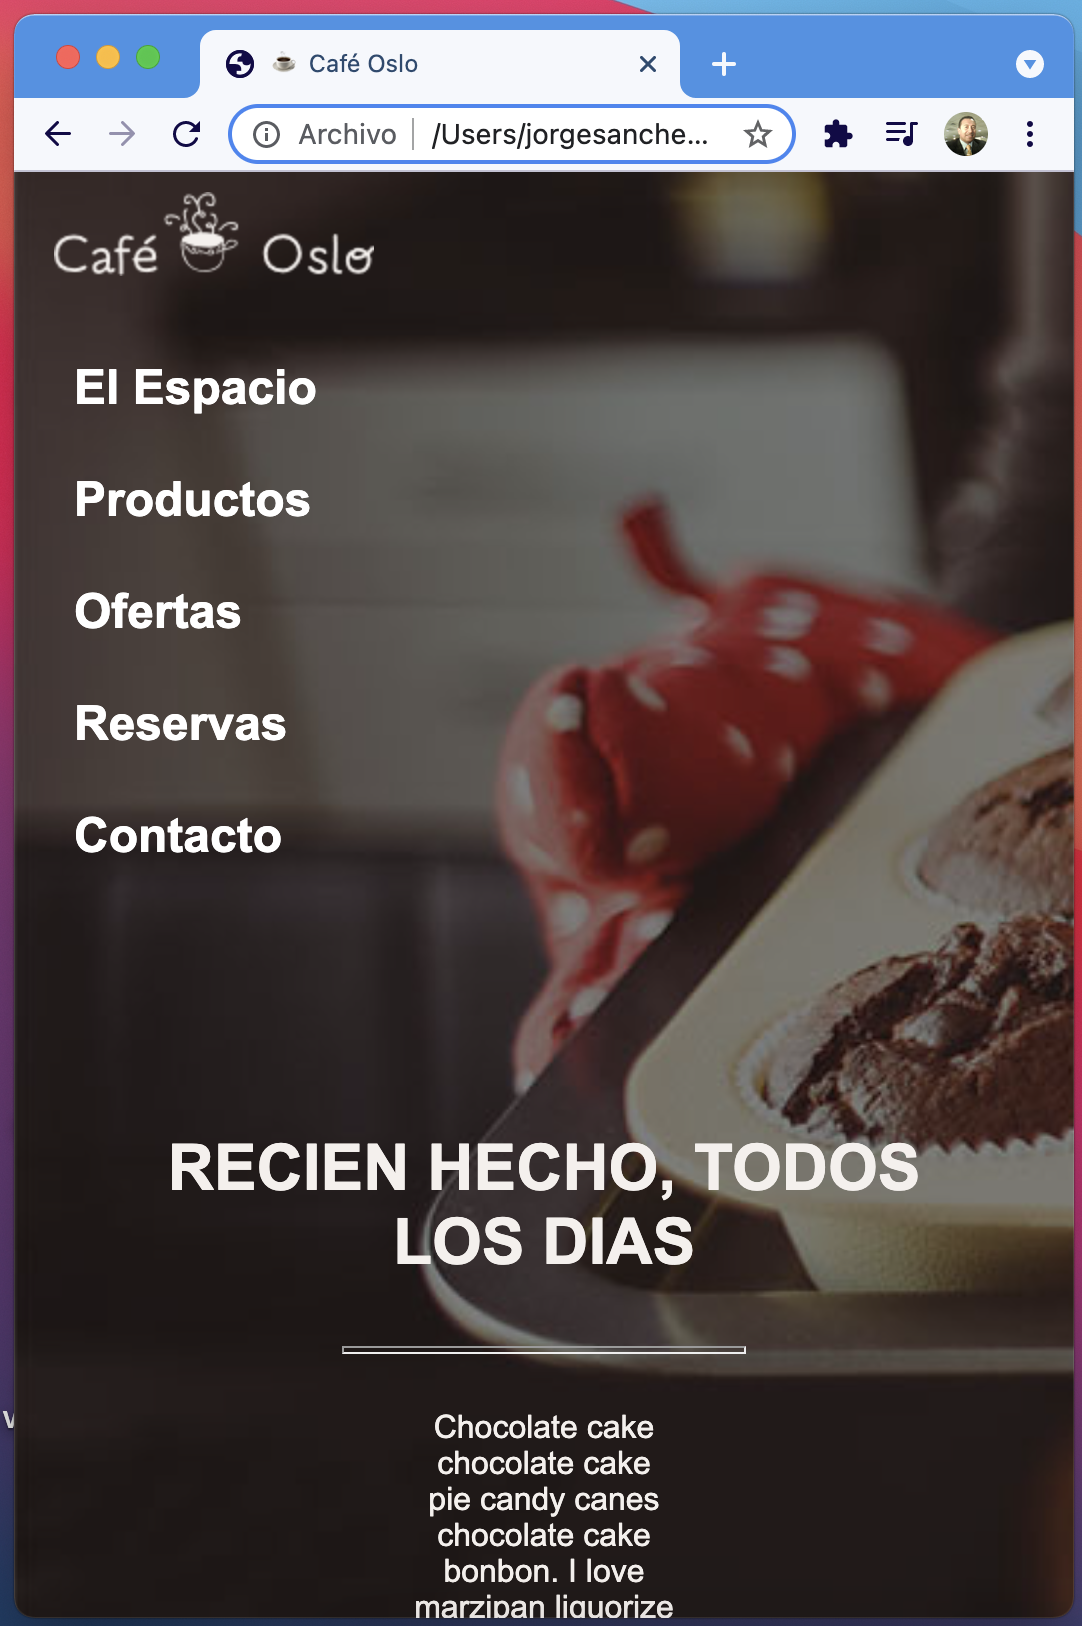 Café Oslo
Archivo
/Users/jorgesanche...
Café Oslo
El Espacio
Productos
Ofertas
Reservas
Contacto
RECIEN HECHO, TODOS
LOS DIAS
Chocolate cake
chocolate cake
pie candy canes
chocolate cake
bonbon. I love
marzipan liquorize